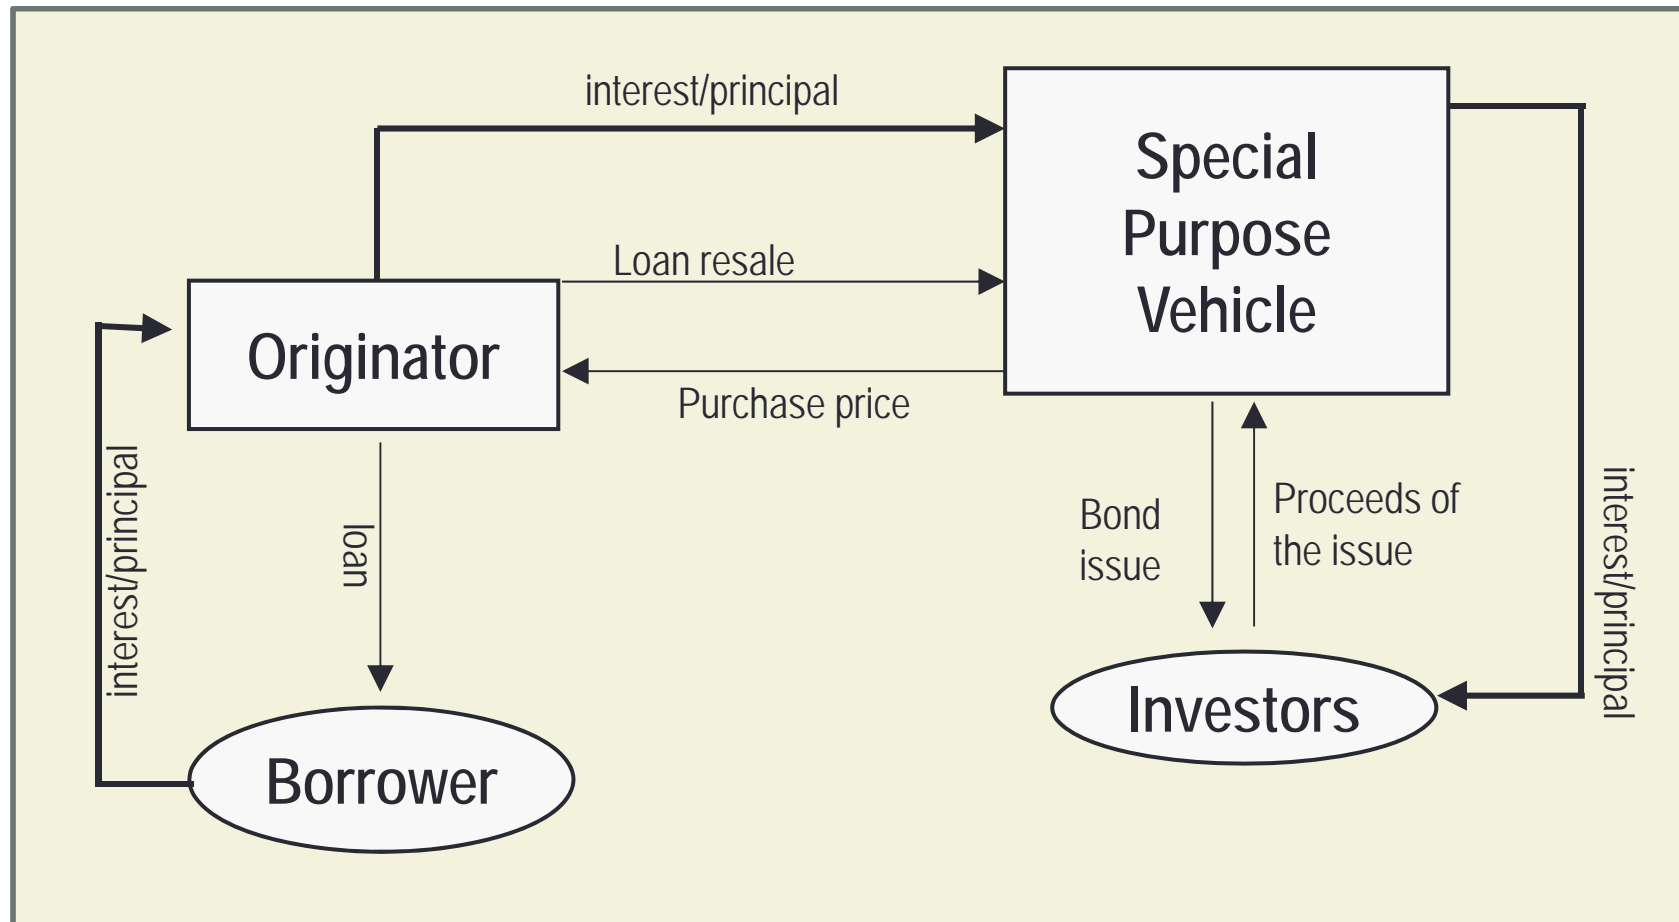 interest/principal
Special
Purpose
Vehicle
Loan resale
Originator
Purchase price
interest/principal
loan
Bond
issue
Proceeds of
the issue
interest/principal
Investors
Borrower